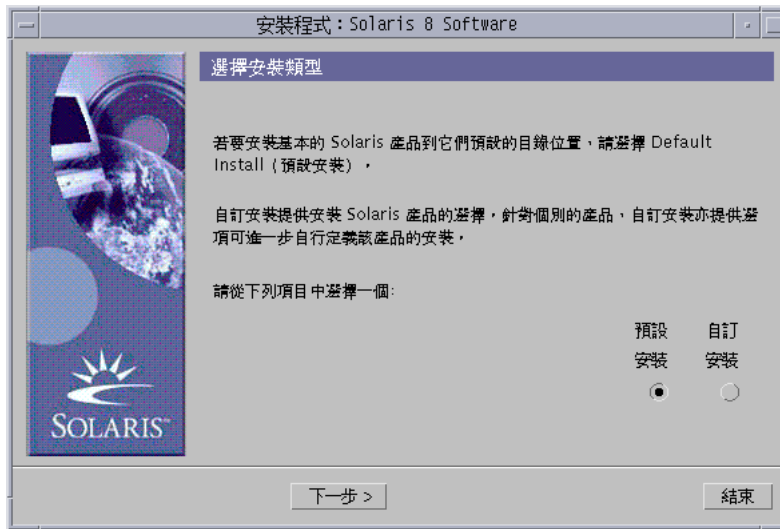 安裝程式：Solaris 8 Software
選擇安裝類型
若要安裝基本的 Solaris 產品到它們預設的目錄位置，請選擇 Default
Install (預設安裝)，
自訂安裝提供安裝 Solaris 產品的選擇，針對個別的產品，自訂安裝亦提供選
項可進一步自行定義該產品的安裝，
請從下列項目中選擇一個:
預設 自訂
安裝 安裝
SOLARIS™
下一步 >
結束